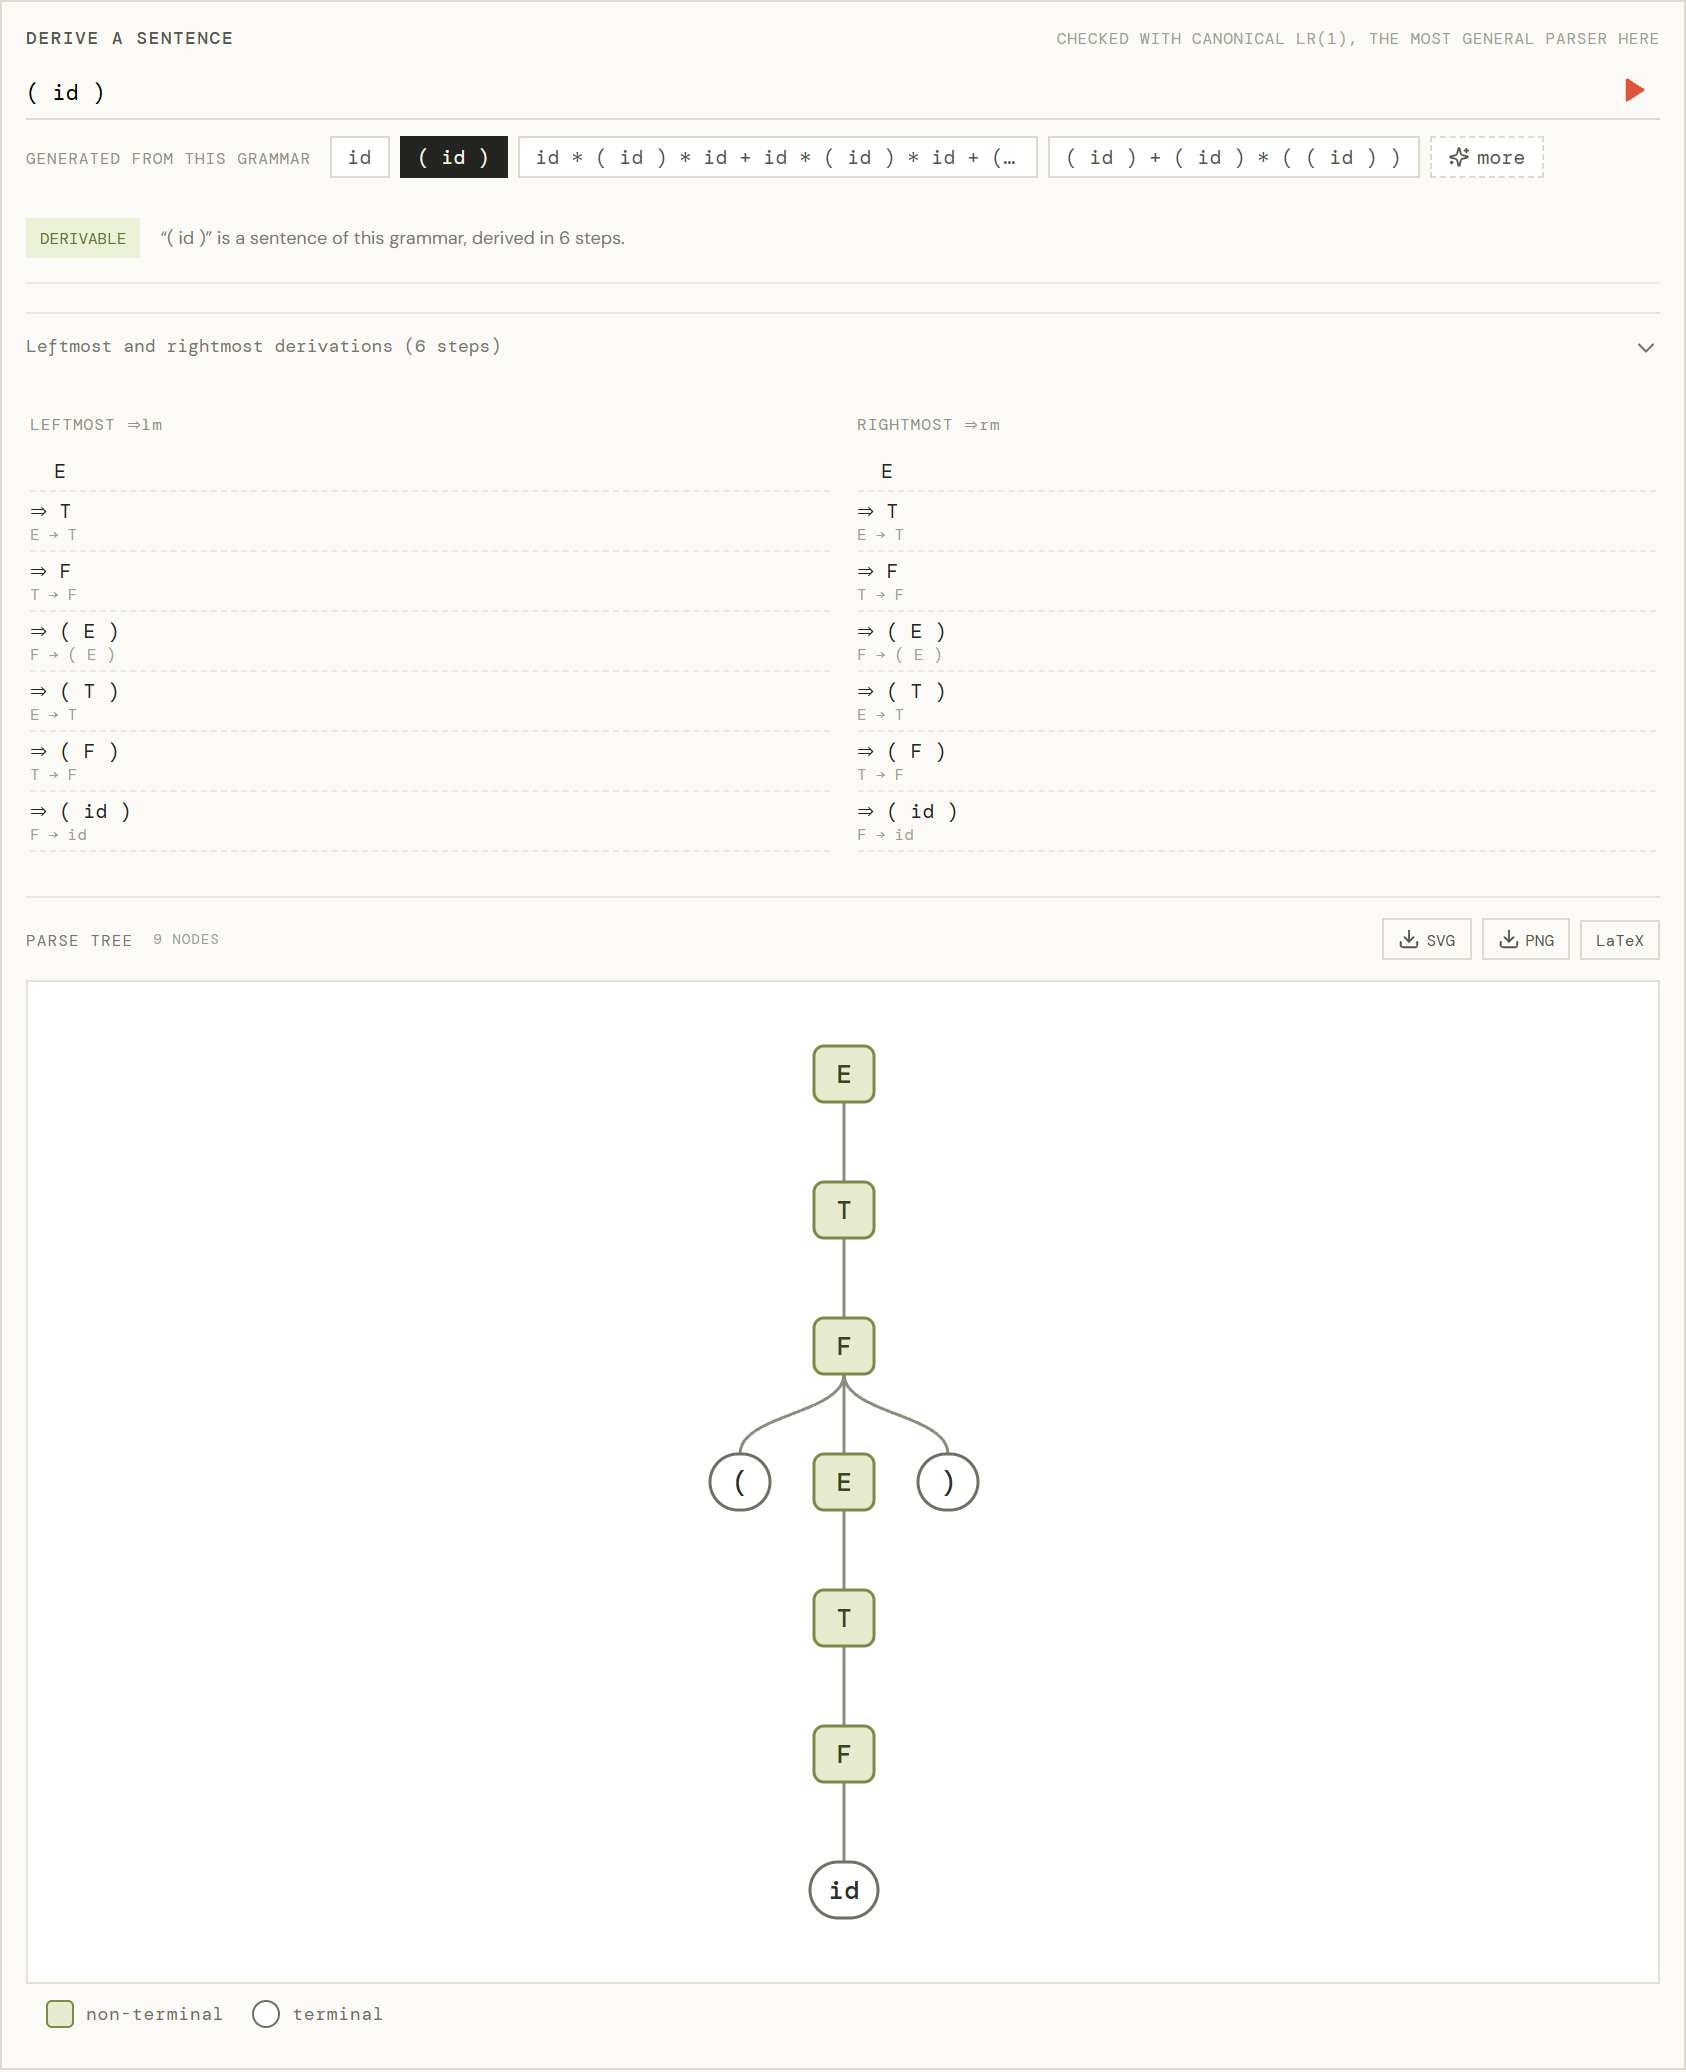 DERIVE A SENTENCE
CHECKED WITH CANONICAL LR(1), THE MOST GENERAL PARSER HERE
( id )
GENERATED FROM THIS GRAMMAR
id
( id )
id * ( id ) * id + id * ( id ) * id + (…
( id ) + ( id ) * ( ( id ) )
more
DERIVABLE
“( id )” is a sentence of this grammar, derived in 6 steps.
Leftmost and rightmost derivations (6 steps)
LEFTMOST ⇒lm
E
⇒ T
E → T
⇒ F
T → F
⇒ ( E )
F → ( E )
⇒ ( T )
E → T
⇒ ( F )
T → F
⇒ ( id )
F → id
RIGHTMOST ⇒rm
E
⇒ T
E → T
⇒ F
T → F
⇒ ( E )
F → ( E )
⇒ ( T )
E → T
⇒ ( F )
T → F
⇒ ( id )
F → id
PARSE TREE 9 NODES
SVG
PNG
LaTeX
E
T
F
( E )
T
F
id
non-terminal
terminal